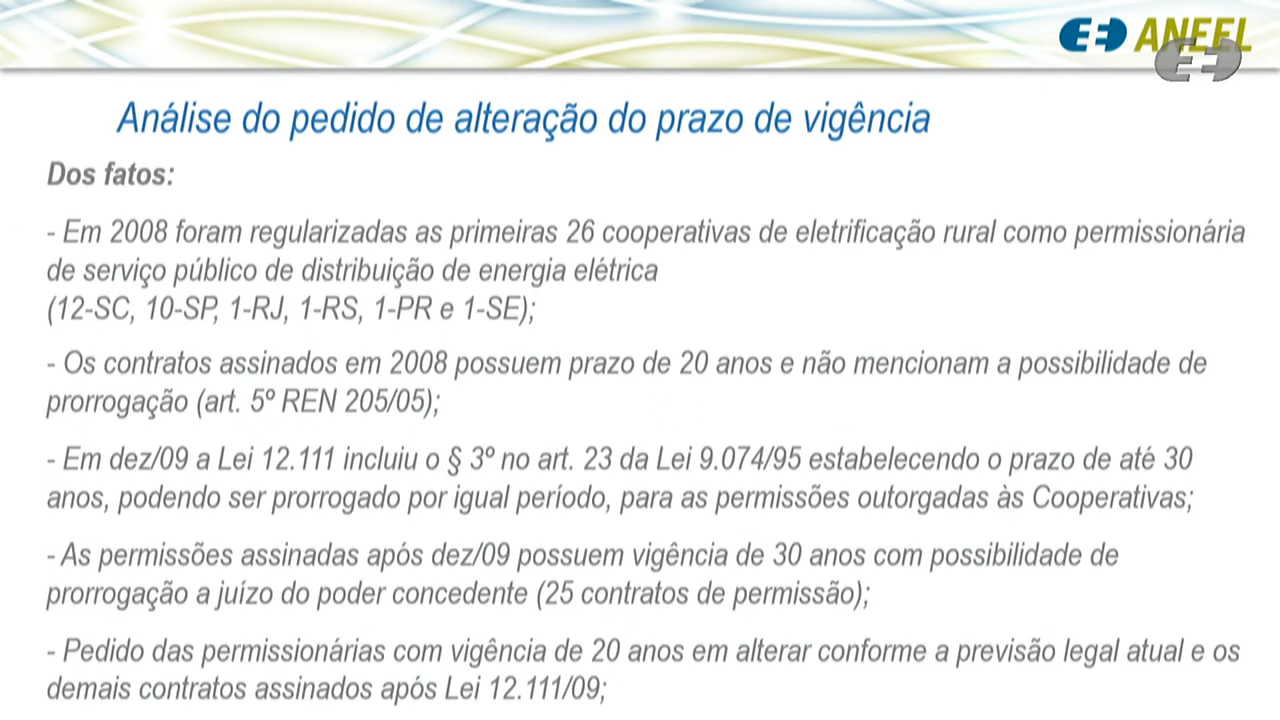 ANEEL
Análise do pedido de alteração do prazo de vigência
Dos fatos:
- Em 2008 foram regularizadas as primeiras 26 cooperativas de eletrificação rural como permissionária
de serviço público de distribuição de energia elétrica
(12-SC, 10-SP, 1-RJ, 1-RS, 1-PR e 1-SE);
- Os contratos assinados em 2008 possuem prazo de 20 anos e não mencionam a possibilidade de
prorrogação (art. 5º REN 205/05);
- Em dez/09 a Lei 12.111 incluiu o § 3º no art. 23 da Lei 9.074/95 estabelecendo o prazo de até 30
anos, podendo ser prorrogado por igual período, para as permissões outorgadas às Cooperativas;
- As permissões assinadas após dez/09 possuem vigência de 30 anos com possibilidade de
prorrogação a juízo do poder concedente (25 contratos de permissão);
- Pedido das permissionárias com vigência de 20 anos em alterar conforme a previsão legal atual e os
demais contratos assinados após Lei 12.111/09;